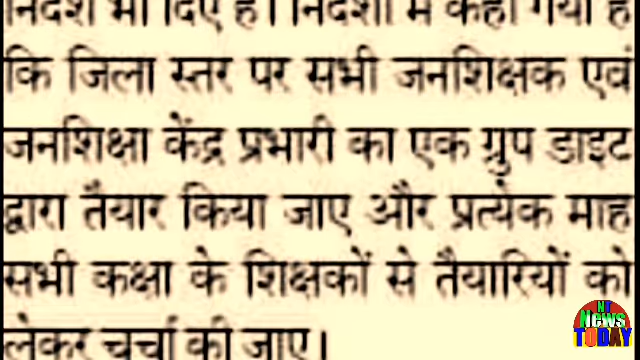 निर्देश भी दिए हैं। निर्देशों में कहा गया है
कि जिला स्तर पर सभी जनशिक्षक एवं
जनशिक्षा केंद्र प्रभारी का एक ग्रुप डाइट
द्वारा तैयार किया जाए और प्रत्येक माह
सभी कक्षा के शिक्षकों से तैयारियों को
लेकर चर्चा की जाए।
MT
News
TODAY